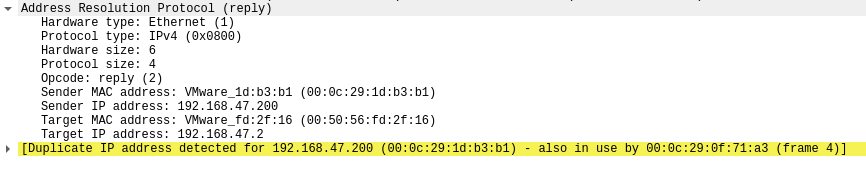 Address Resolution Protocol (reply)
Hardware type: Ethernet (1)
Protocol type: IPv4 (0x0800)
Hardware size: 6
Protocol size: 4
Opcode: reply (2)
Sender MAC address: VMware_1d:b3:b1 (00:0c:29:1d:b3:b1)
Sender IP address: 192.168.47.200
Target MAC address: VMware_fd:2f:16 (00:50:56:fd:2f:16)
Target IP address: 192.168.47.2
[Duplicate IP address detected for 192.168.47.200 (00:0c:29:1d:b3:b1) - also in use by 00:0c:29:0f:71:a3 (frame 4)]